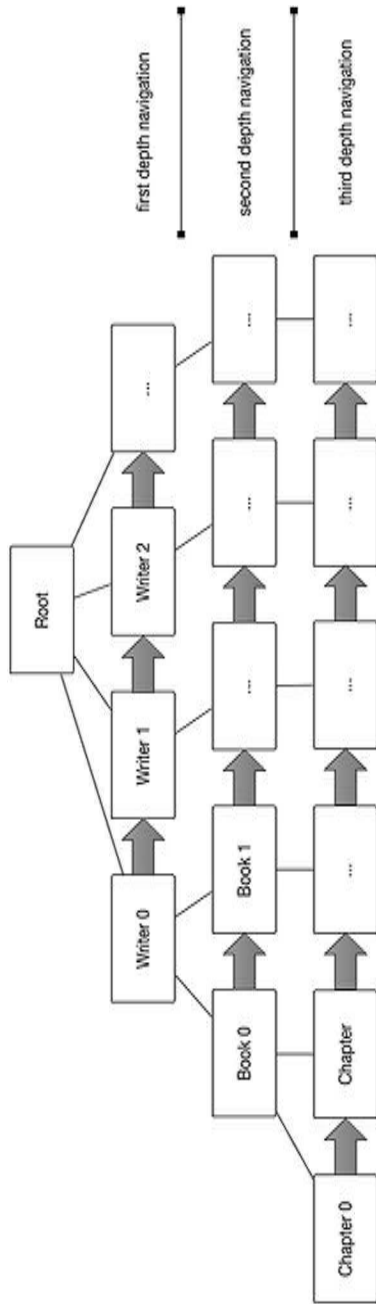 Root
Writer 0
Writer 1
Writer 2
...
first depth navigation
Book 0
Book 1
...
...
...
second depth navigation
Chapter 0
Chapter
...
...
...
...
third depth navigation